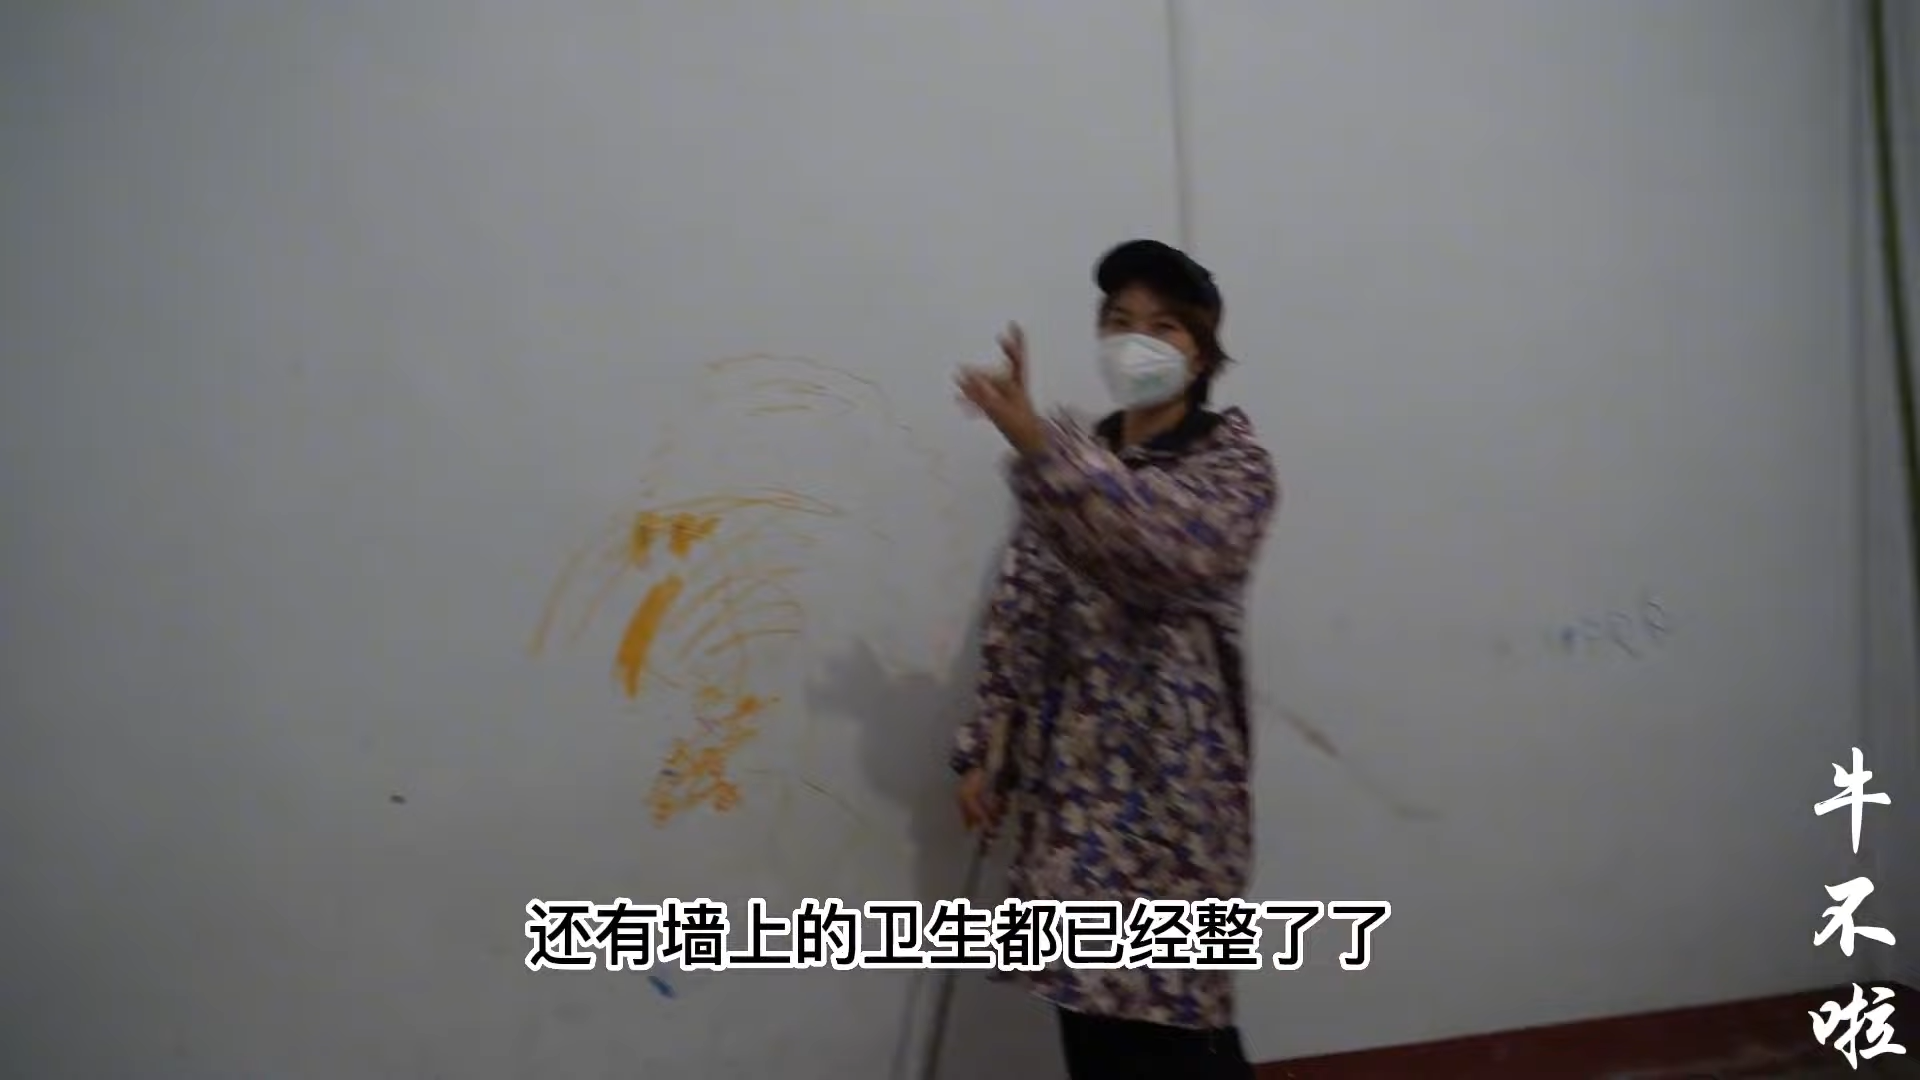 还有墙上的卫生都已经整了了
牛不啦